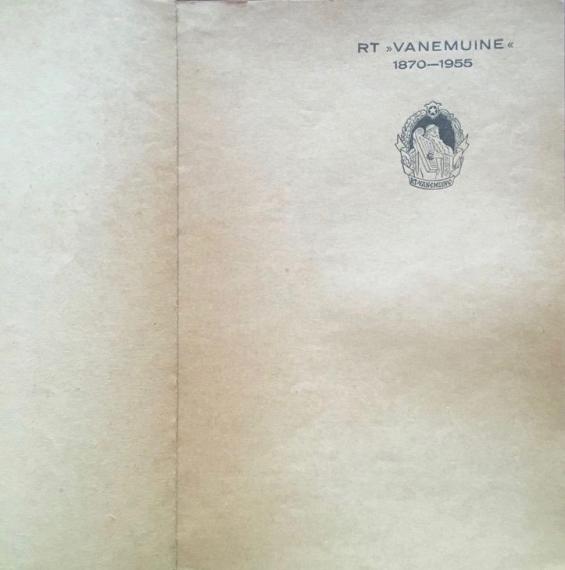 RT »VANEMUINE«
1870—1955
RT • VANEMUINE